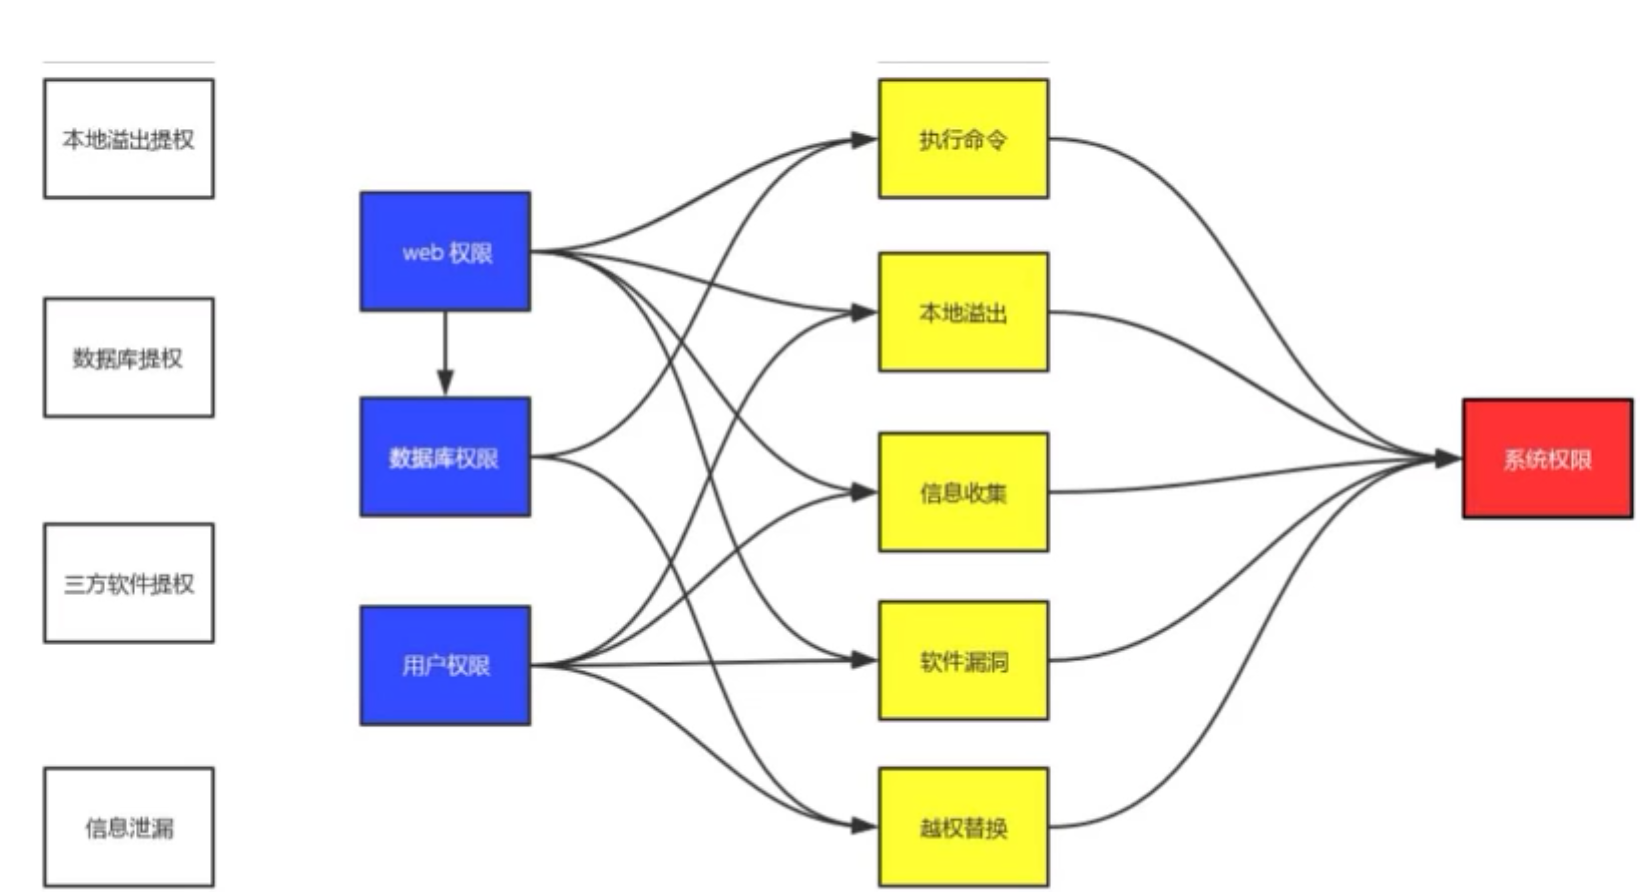 本地溢出提权
数据库提权
三方软件提权
信息泄漏
web 权限
数据库权限
用户权限
执行命令
本地溢出
信息收集
软件漏洞
越权替换
系统权限